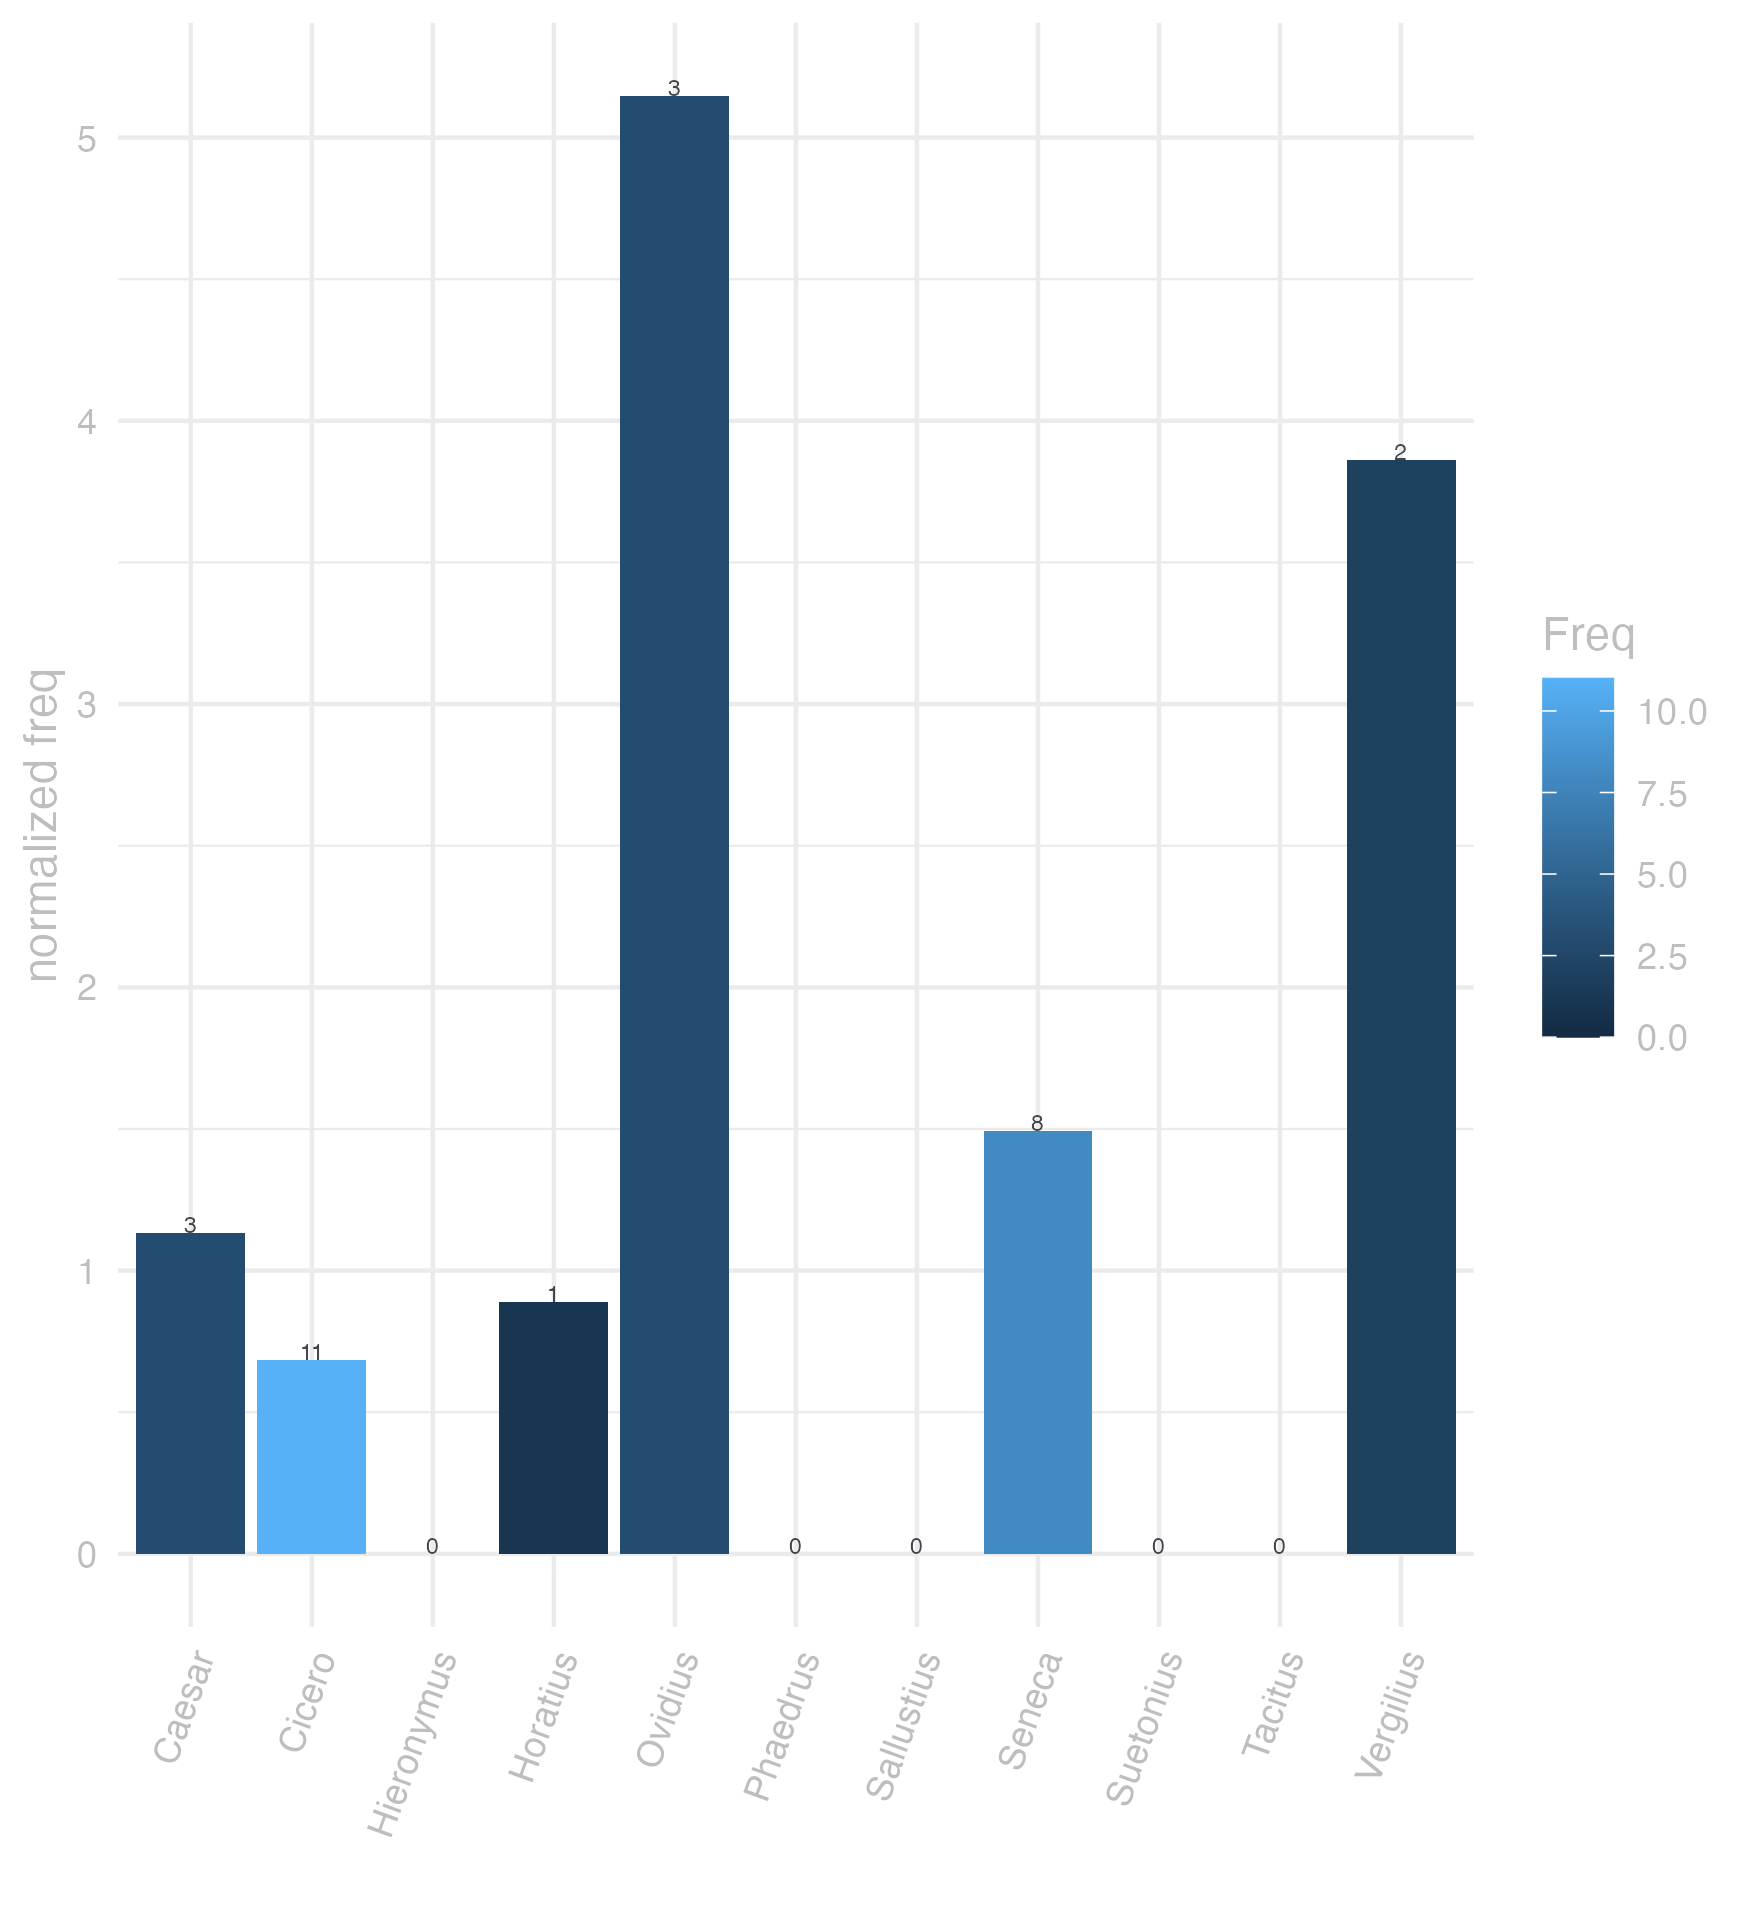 normalized freq
5
4
3
2
1
0
3
11
0
1
3
0
0
8
0
0
2
Caesar
Cicero
Hieronymus
Horatius
Ovidius
Phaedrus
Sallustius
Seneca
Suetonius
Tacitus
Vergilius
Freq
10.0
7.5
5.0
2.5
0.0